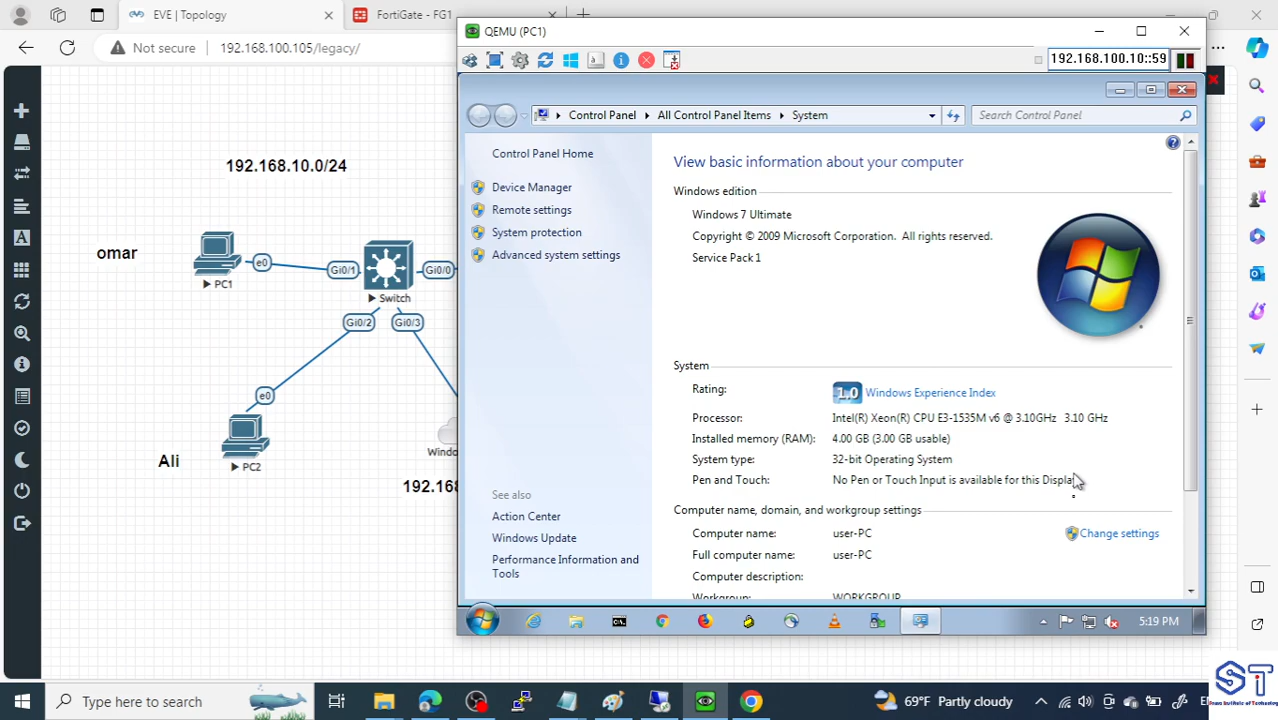 EVE | Topology
FortiGate - FG1
Not secure
192.168.100.105/legacy/
QEMU (PC1)
192.168.100.10::59
Control Panel
All Control Panel Items
System
Search Control Panel
Control Panel Home
Device Manager
Remote settings
System protection
Advanced system settings
See also
Action Center
Windows Update
Performance Information and
Tools
View basic information about your computer
Windows edition
Windows 7 Ultimate
Copyright © 2009 Microsoft Corporation. All rights reserved.
Service Pack 1
System
Rating:
1.0 Windows Experience Index
Processor:
Intel(R) Xeon(R) CPU E3-1535M v6 @ 3.10GHz 3.10 GHz
Installed memory (RAM):
4.00 GB (3.00 GB usable)
System type:
32-bit Operating System
Pen and Touch:
No Pen or Touch Input is available for this Display
Computer name, domain, and workgroup settings
Computer name:
user-PC
Change settings
Full computer name:
user-PC
Computer description:
Workgroup:
WORKGROUP
5:19 PM
192.168.10.0/24
omar
e0
Gi0/1
Gi0/0
PC1
Switch
Gi0/2
Gi0/3
e0
Ali
PC2
Windo
192.168
Type here to search
69°F Partly cloudy
ST